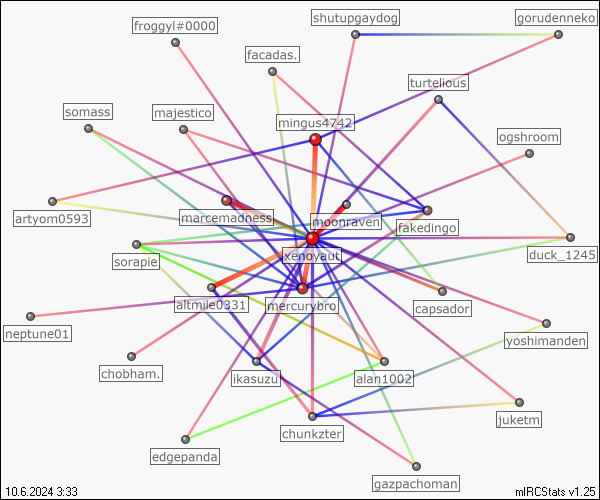 froggyl#0000
shutupgaydog
gorudenneko
facadas.
turtelious
somass
majestico
mingus4742
ogshroom
artyom0593
marcemadness
moonraven
fakedingo
sorapie
xenoyaut
duck_1245
altmile0331
mercurybro
capsador
neptune01
yoshimanden
chobham.
ikasuzu
alan1002
juketm
chunkzter
edgepanda
gazpachoman
10.6.2024 3:33
mIRCStats v1.25